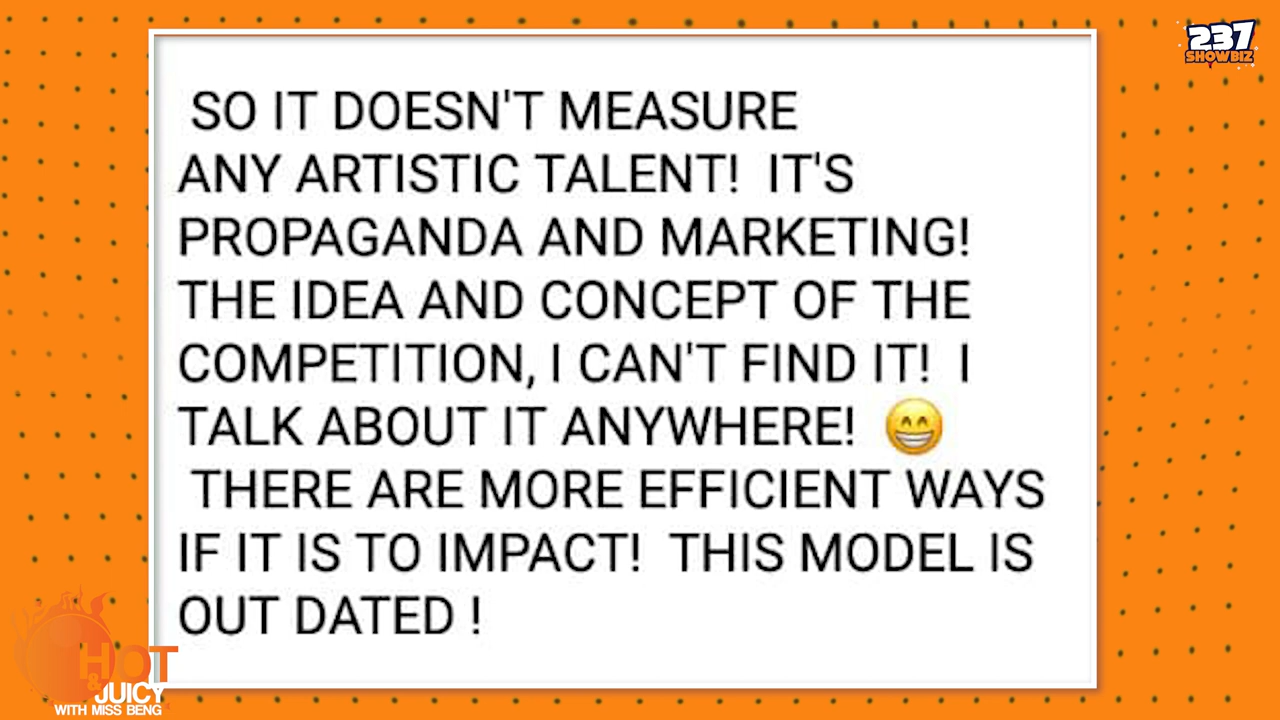 237
SHOWBIZ
SO IT DOESN'T MEASURE
ANY ARTISTIC TALENT! IT'S
PROPAGANDA AND MARKETING!
THE IDEA AND CONCEPT OF THE
COMPETITION, I CAN'T FIND IT! I
TALK ABOUT IT ANYWHERE! 😁
THERE ARE MORE EFFICIENT WAYS
IF IT IS TO IMPACT! THIS MODEL IS
OUT DATED !
HOT
& JUICY
WITH MISS BENG